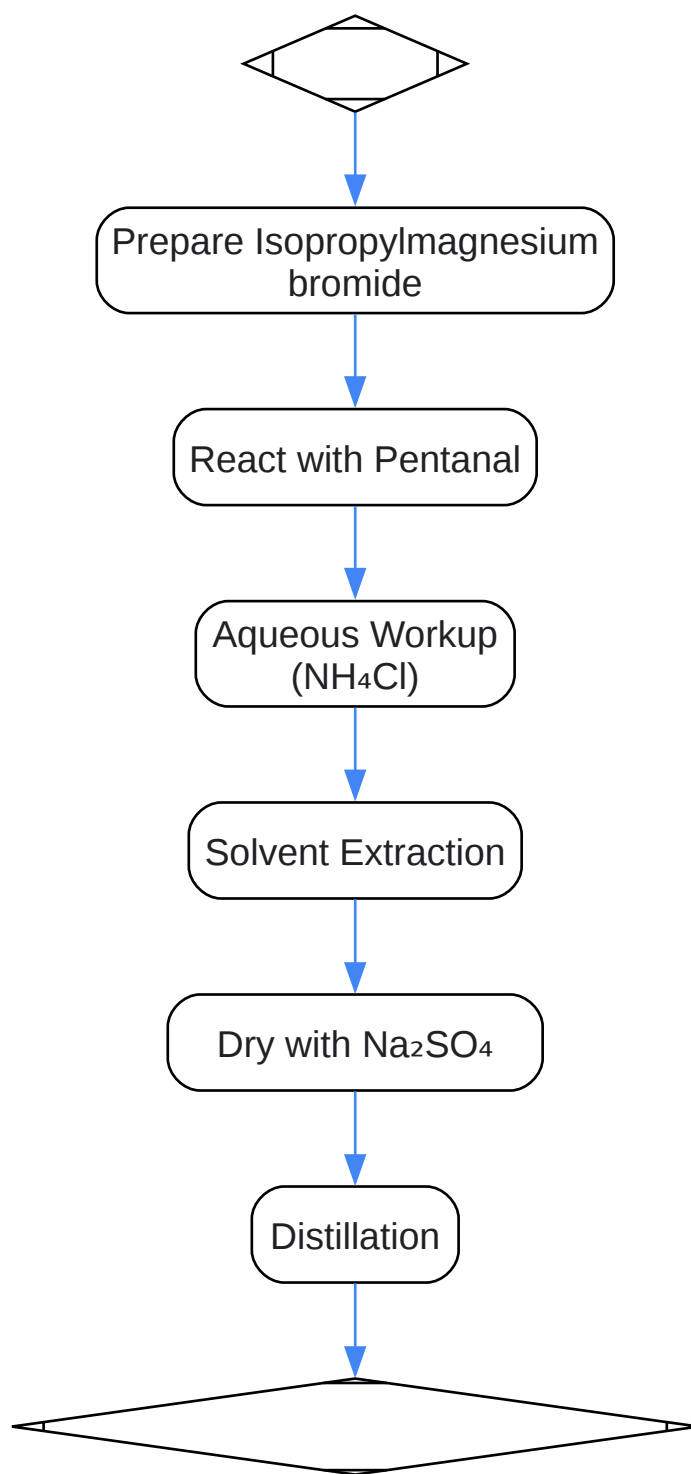 Prepare Isopropylmagnesium
bromide
React with Pentanal
Aqueous Workup
(NH₄Cl)
Solvent Extraction
Dry with Na₂SO₄
Distillation